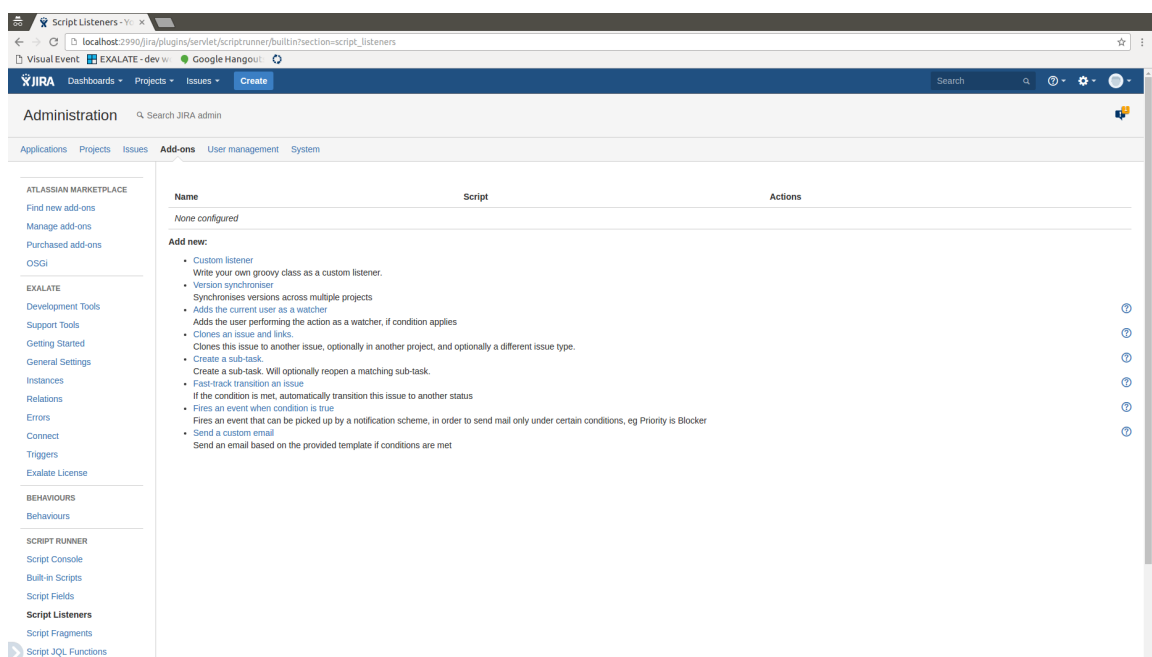 Script Listeners - Yo
localhost:2990/jira/plugins/servlet/scriptrunner/builtin?section=script_listeners
Visual Event EXALATE - dev w Google Hangout
JIRA Dashboards Projects Issues Create Search
Administration Search JIRA admin
Applications Projects Issues Add-ons User management System
ATLASSIAN MARKETPLACE
Find new add-ons
Manage add-ons
Purchased add-ons
OSGi
EXALATE
Development Tools
Support Tools
Getting Started
General Settings
Instances
Relations
Errors
Connect
Triggers
Exalate License
BEHAVIOURS
Behaviours
SCRIPT RUNNER
Script Console
Built-in Scripts
Script Fields
Script Listeners
Script Fragments
Script JQL Functions
Name Script Actions
None configured
Add new:
• Custom listener
Write your own groovy class as a custom listener.
• Version synchroniser
Synchronises versions across multiple projects
• Adds the current user as a watcher
Adds the user performing the action as a watcher, if condition applies
• Clones an issue and links.
Clones this issue to another issue, optionally in another project, and optionally a different issue type.
• Create a sub-task.
Create a sub-task. Will optionally reopen a matching sub-task.
• Fast-track transition an issue
If the condition is met, automatically transition this issue to another status
• Fires an event when condition is true
Fires an event that can be picked up by a notification scheme, in order to send mail only under certain conditions, eg Priority is Blocker
• Send a custom email
Send an email based on the provided template if conditions are met